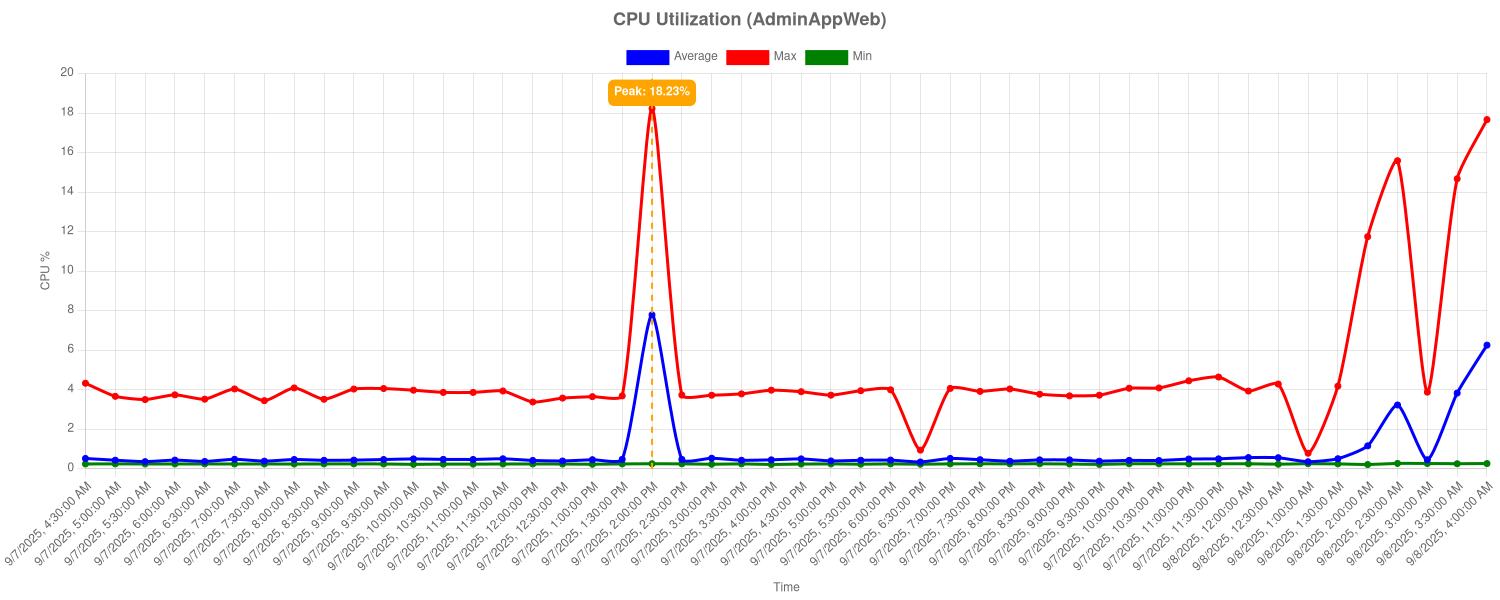 CPU Utilization (AdminAppWeb)
Average Max Min
Peak: 18.23%
CPU %
20
18
16
14
12
10
8
6
4
2
0
9/7/2025, 4:30:00 AM
9/7/2025, 5:00:00 AM
9/7/2025, 5:30:00 AM
9/7/2025, 6:00:00 AM
9/7/2025, 6:30:00 AM
9/7/2025, 7:00:00 AM
9/7/2025, 7:30:00 AM
9/7/2025, 8:00:00 AM
9/7/2025, 8:30:00 AM
9/7/2025, 9:00:00 AM
9/7/2025, 9:30:00 AM
9/7/2025, 10:00:00 AM
9/7/2025, 10:30:00 AM
9/7/2025, 11:00:00 AM
9/7/2025, 11:30:00 AM
9/7/2025, 12:00:00 PM
9/7/2025, 12:30:00 PM
9/7/2025, 1:00:00 PM
9/7/2025, 1:30:00 PM
9/7/2025, 2:00:00 PM
9/7/2025, 2:30:00 PM
9/7/2025, 3:00:00 PM
9/7/2025, 3:30:00 PM
9/7/2025, 4:00:00 PM
9/7/2025, 4:30:00 PM
9/7/2025, 5:00:00 PM
9/7/2025, 5:30:00 PM
9/7/2025, 6:00:00 PM
9/7/2025, 6:30:00 PM
9/7/2025, 7:00:00 PM
9/7/2025, 7:30:00 PM
9/7/2025, 8:00:00 PM
9/7/2025, 8:30:00 PM
9/7/2025, 9:00:00 PM
9/7/2025, 9:30:00 PM
9/7/2025, 10:00:00 PM
9/7/2025, 10:30:00 PM
9/7/2025, 11:00:00 PM
9/7/2025, 11:30:00 PM
9/8/2025, 12:00:00 AM
9/8/2025, 12:30:00 AM
9/8/2025, 1:00:00 AM
9/8/2025, 1:30:00 AM
9/8/2025, 2:00:00 AM
9/8/2025, 2:30:00 AM
9/8/2025, 3:00:00 AM
9/8/2025, 3:30:00 AM
9/8/2025, 4:00:00 AM
Time